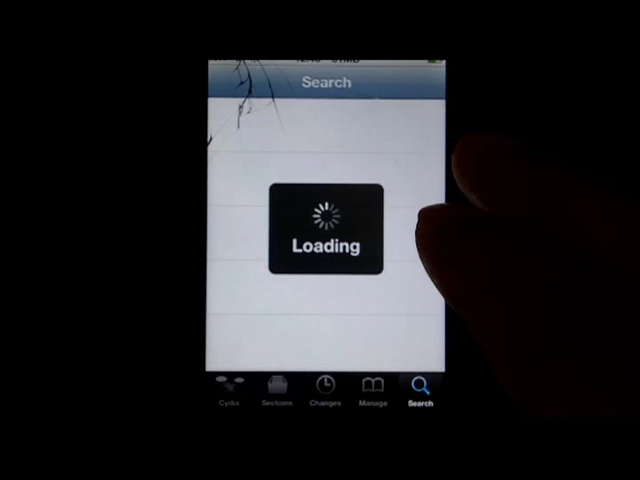 Search
Loading
Cydia
Sections
Changes
Manage
Search